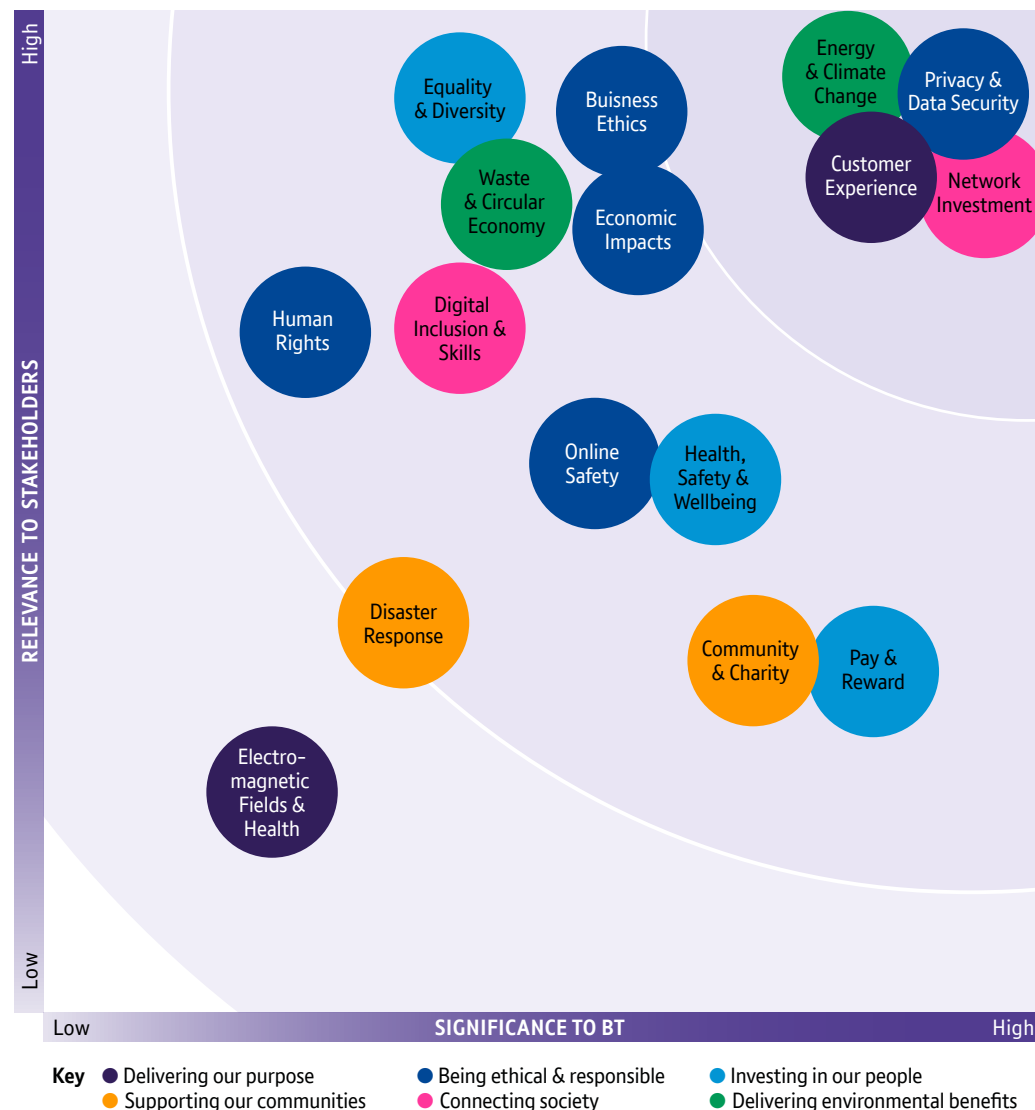 High
RELEVANCE TO STAKEHOLDERS
Low
Equality
& Diversity
Buisness
Ethics
Energy
& Climate
Change
Privacy &
Data Security
Customer
Experience
Network
Investment
Waste
& Circular
Economy
Economic
Impacts
Human
Rights
Digital
Inclusion &
Skills
Online
Safety
Health,
Safety &
Wellbeing
Disaster
Response
Community
& Charity
Pay &
Reward
Electro-
magnetic
Fields &
Health
Low SIGNIFICANCE TO BT High
Key Delivering our purpose Being ethical & responsible Investing in our people
Supporting our communities Connecting society Delivering environmental benefits